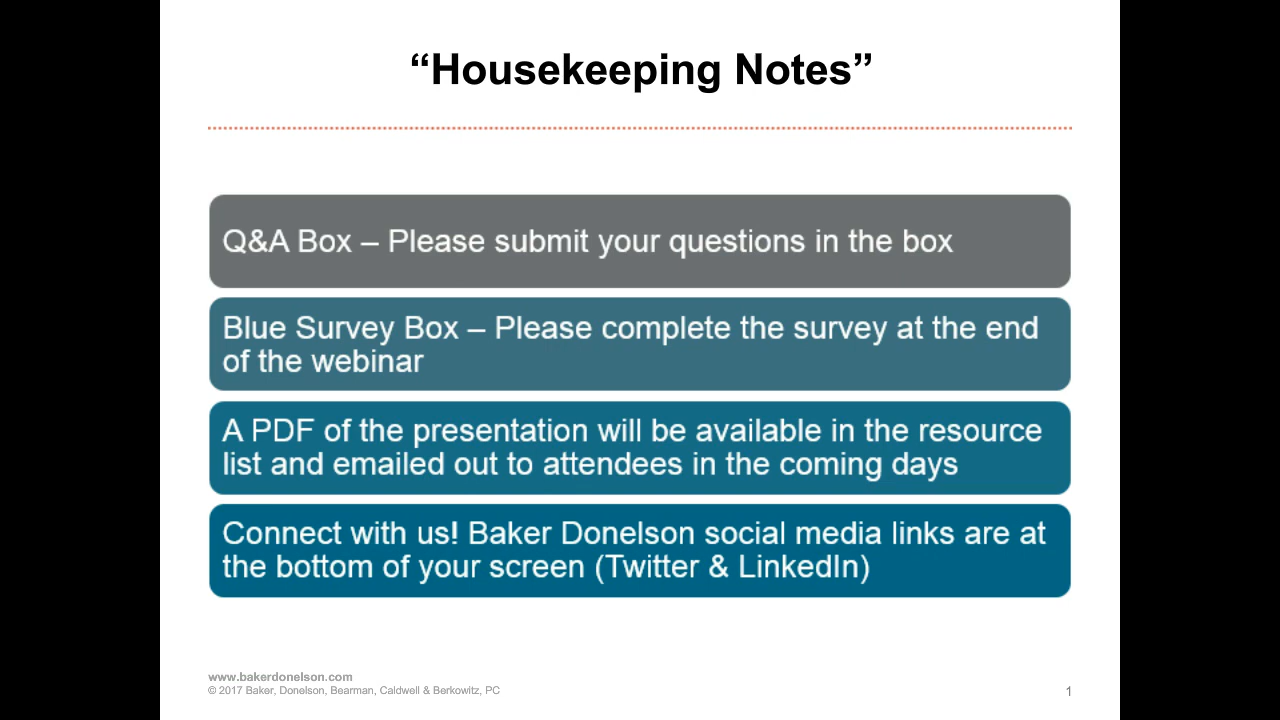 “Housekeeping Notes”
Q&A Box – Please submit your questions in the box
Blue Survey Box – Please complete the survey at the end
of the webinar
A PDF of the presentation will be available in the resource
list and emailed out to attendees in the coming days
Connect with us! Baker Donelson social media links are at
the bottom of your screen (Twitter & LinkedIn)
www.bakerdonelson.com
© 2017 Baker, Donelson, Bearman, Caldwell & Berkowitz, PC
1